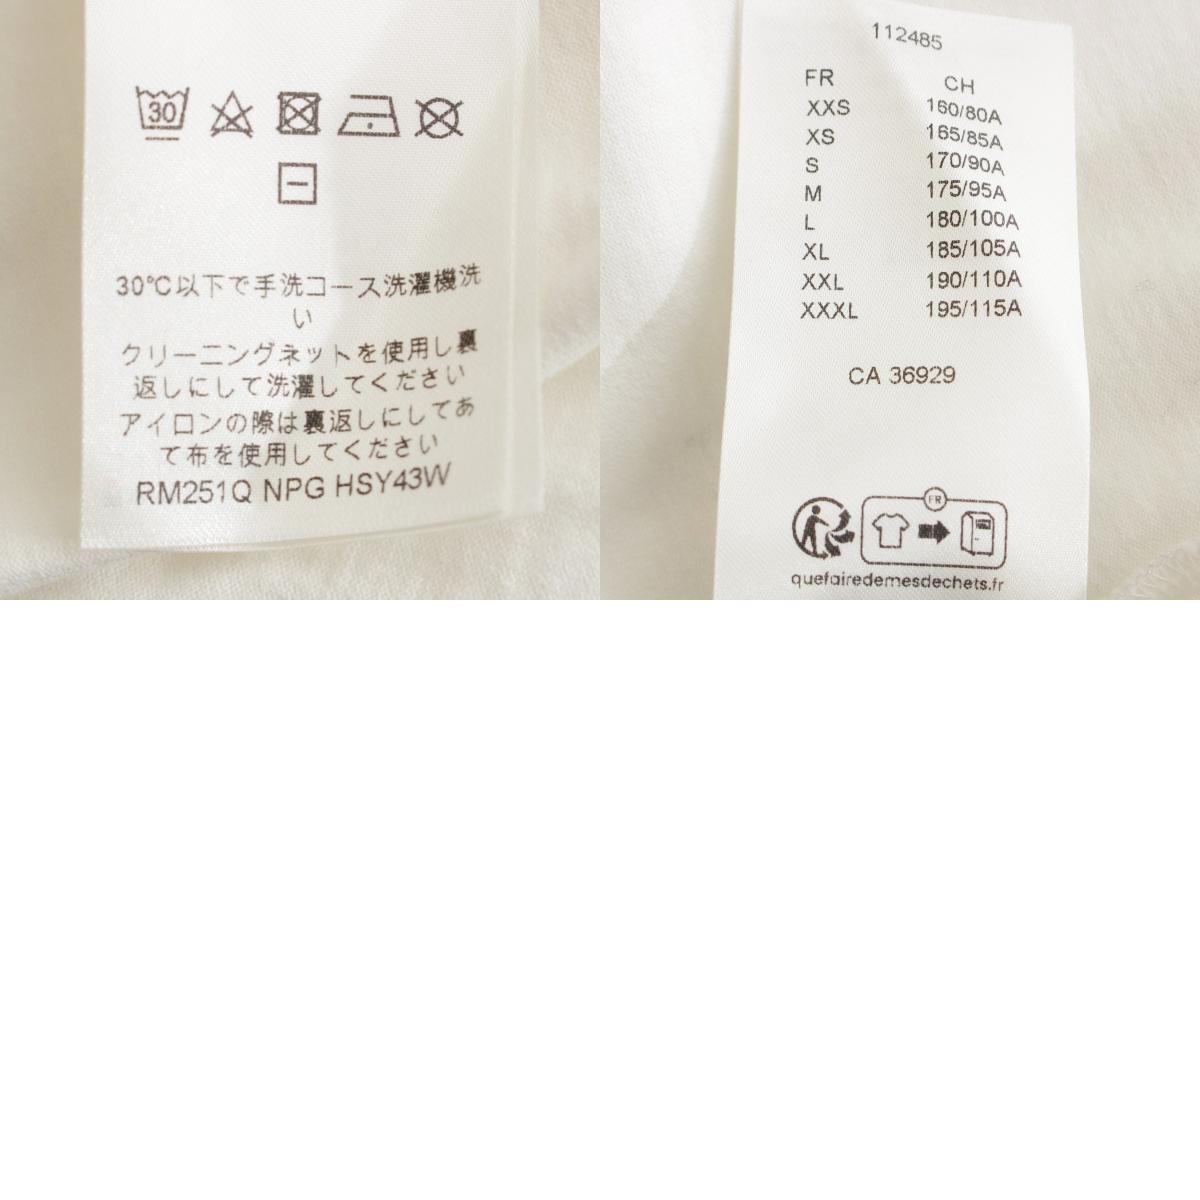 30
30℃以下で手洗コース洗濯機洗
い
クリーニングネットを使用し裏
返しにして洗濯してください
アイロンの際は裏返しにしてあ
て布を使用してください
RM251Q NPG HSY43W
112485
FR CH
XXS 160/80A
XS 165/85A
S 170/90A
M 175/95A
L 180/100A
XL 185/105A
XXL 190/110A
XXXL 195/115A
CA 36929
FR
quefairedemesdechets.fr